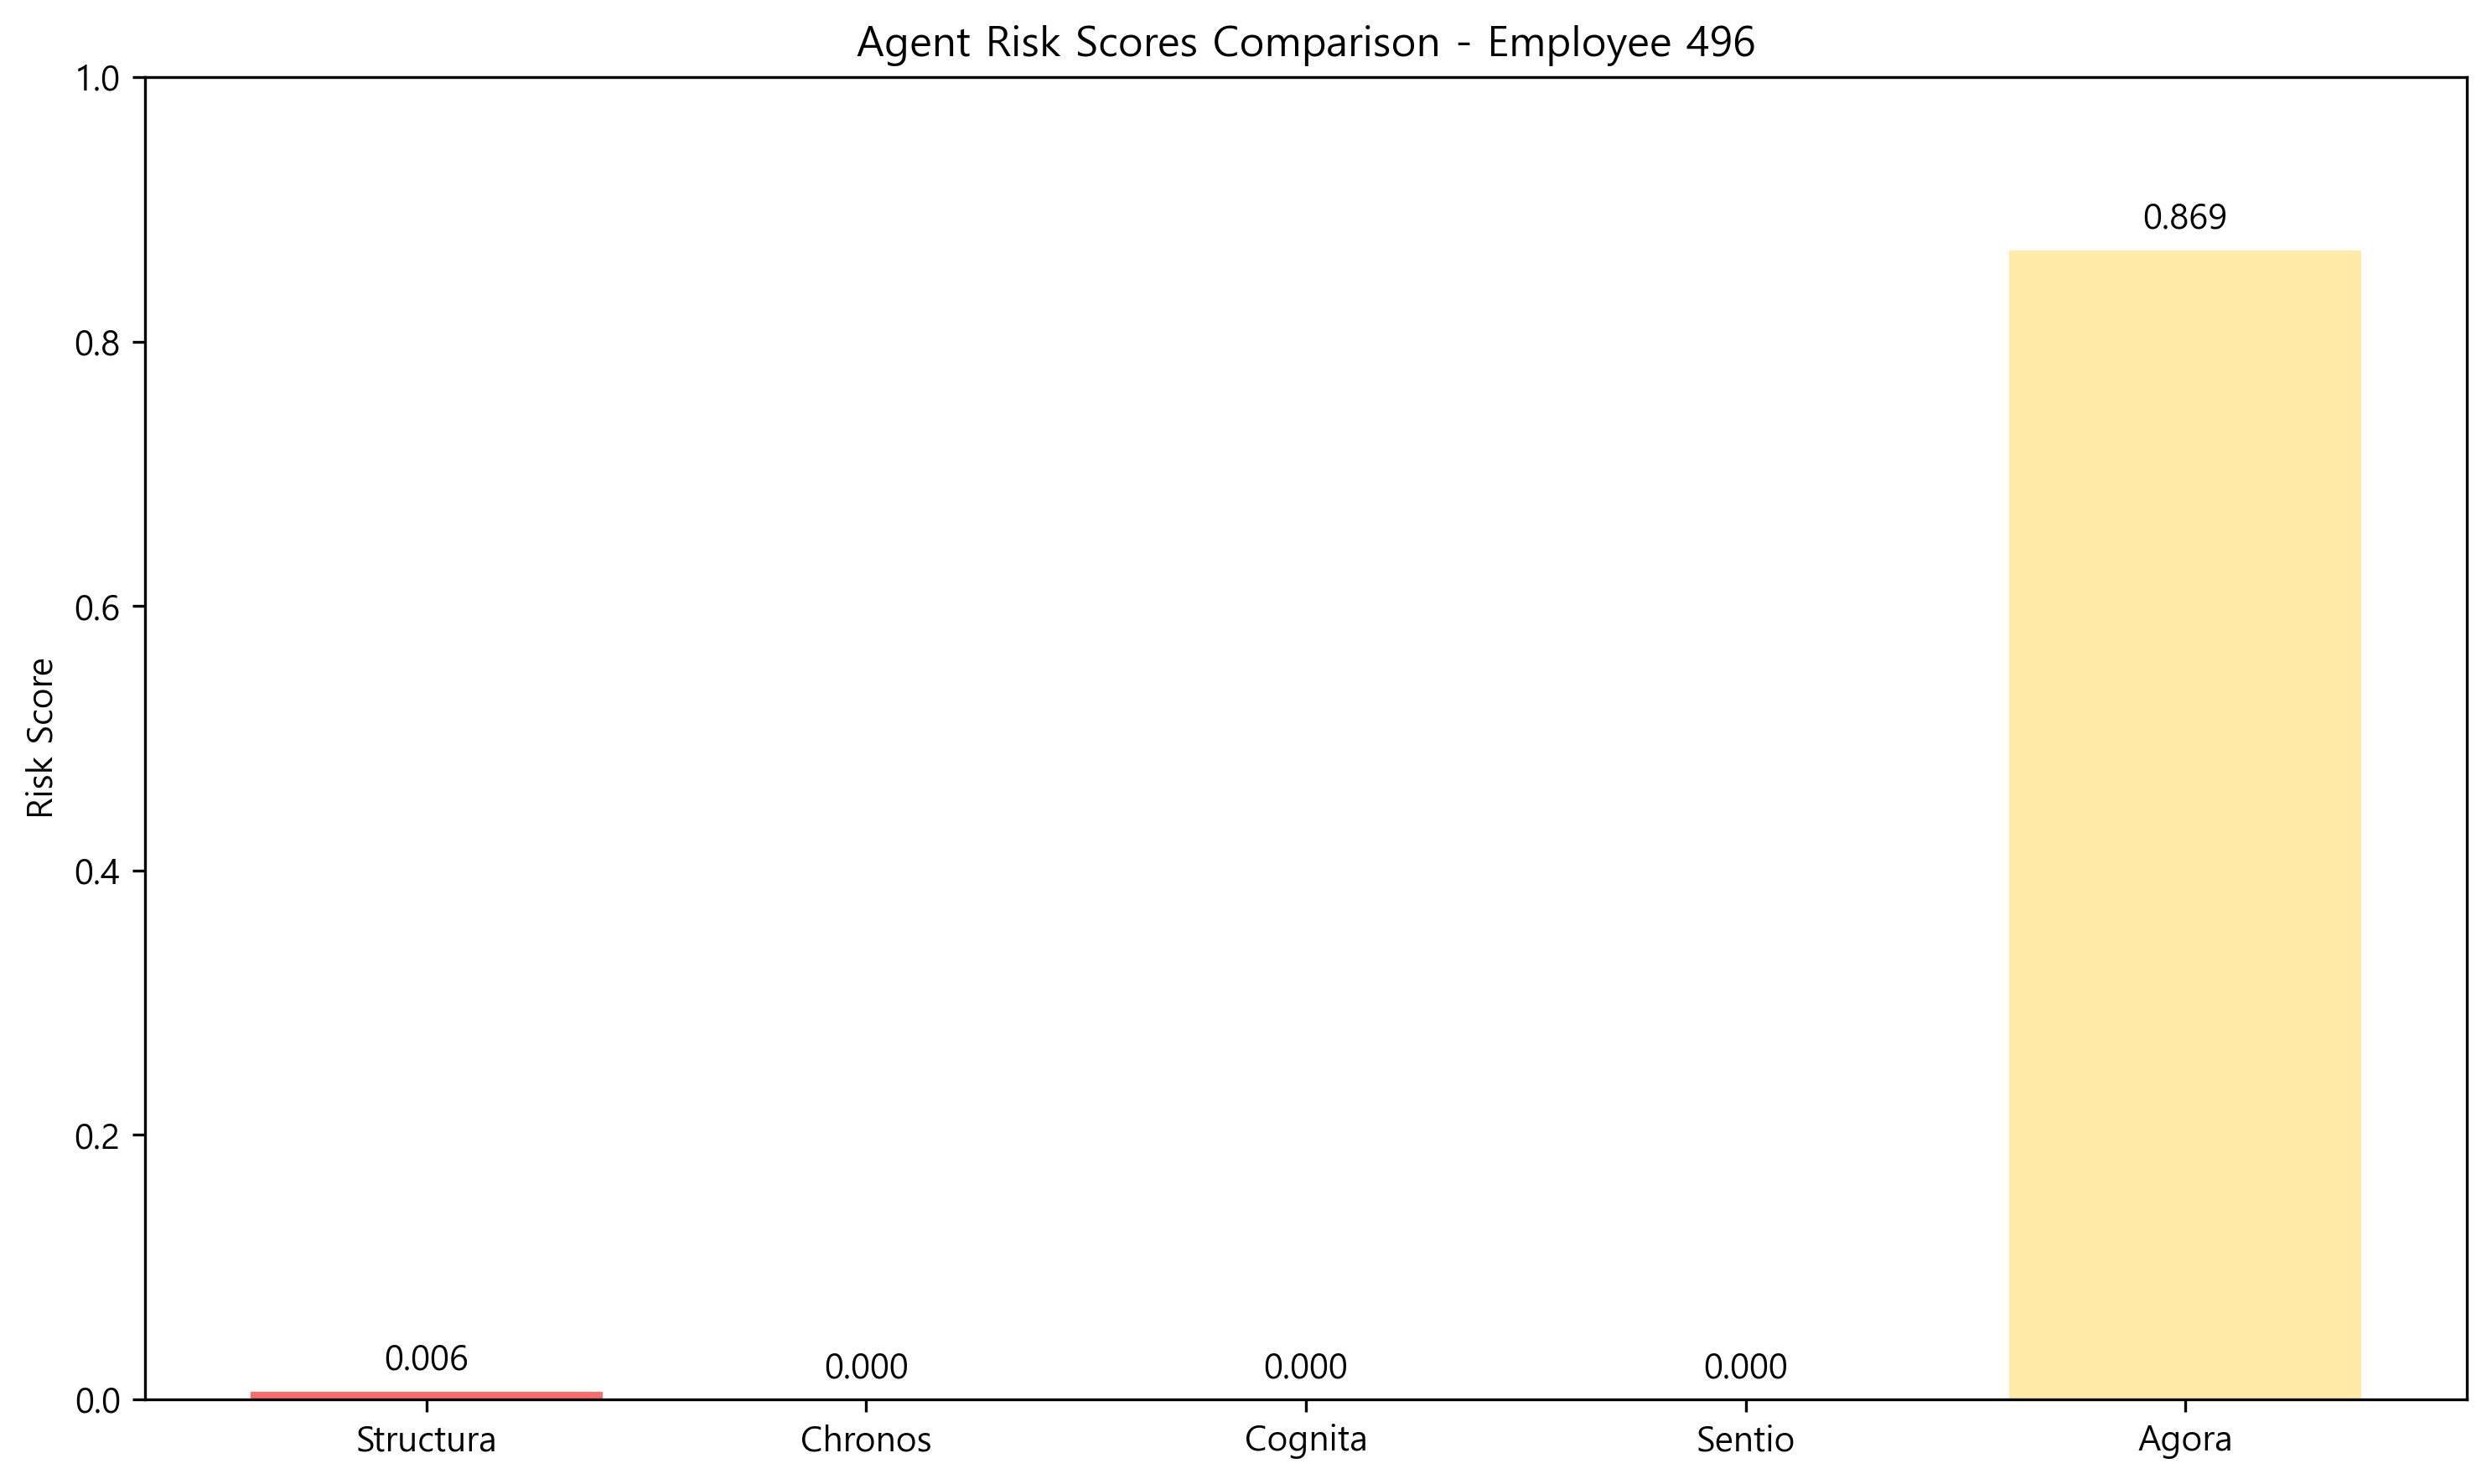 Agent Risk Scores Comparison - Employee 496
Risk Score
1.0
0.8
0.6
0.4
0.2
0.0
0.006
0.000
0.000
0.000
0.869
Structura
Chronos
Cognita
Sentio
Agora